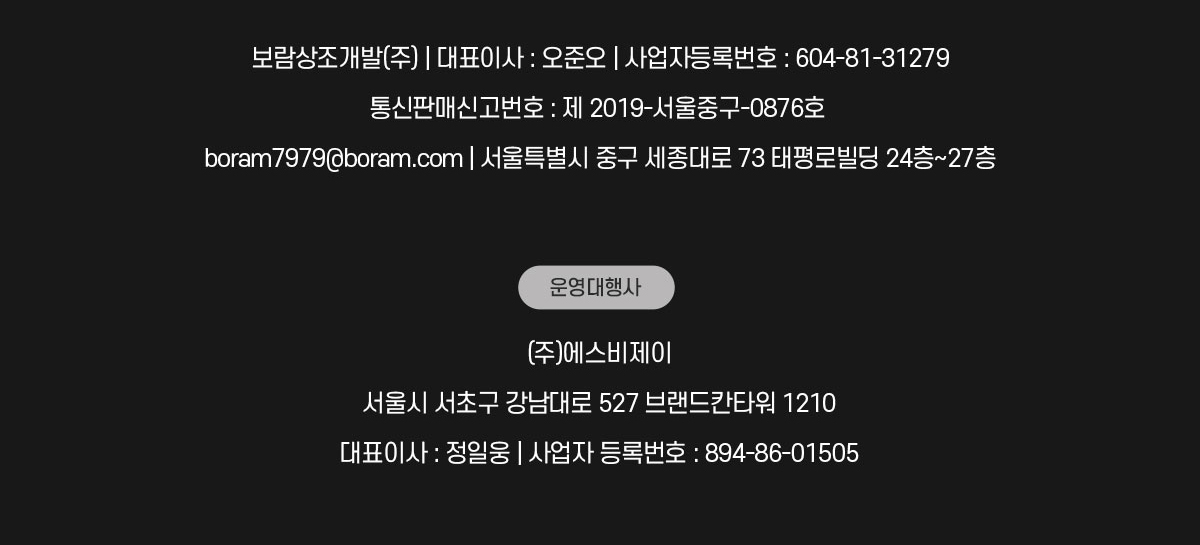 보람상조개발(주) | 대표이사 : 오준오 | 사업자등록번호 : 604-81-31279
통신판매신고번호 : 제 2019-서울중구-0876호
boram7979@boram.com | 서울특별시 중구 세종대로 73 태평로빌딩 24층~27층
운영대행사
(주)에스비제이
서울시 서초구 강남대로 527 브랜드칸타워 1210
대표이사 : 정일웅 | 사업자 등록번호 : 894-86-01505